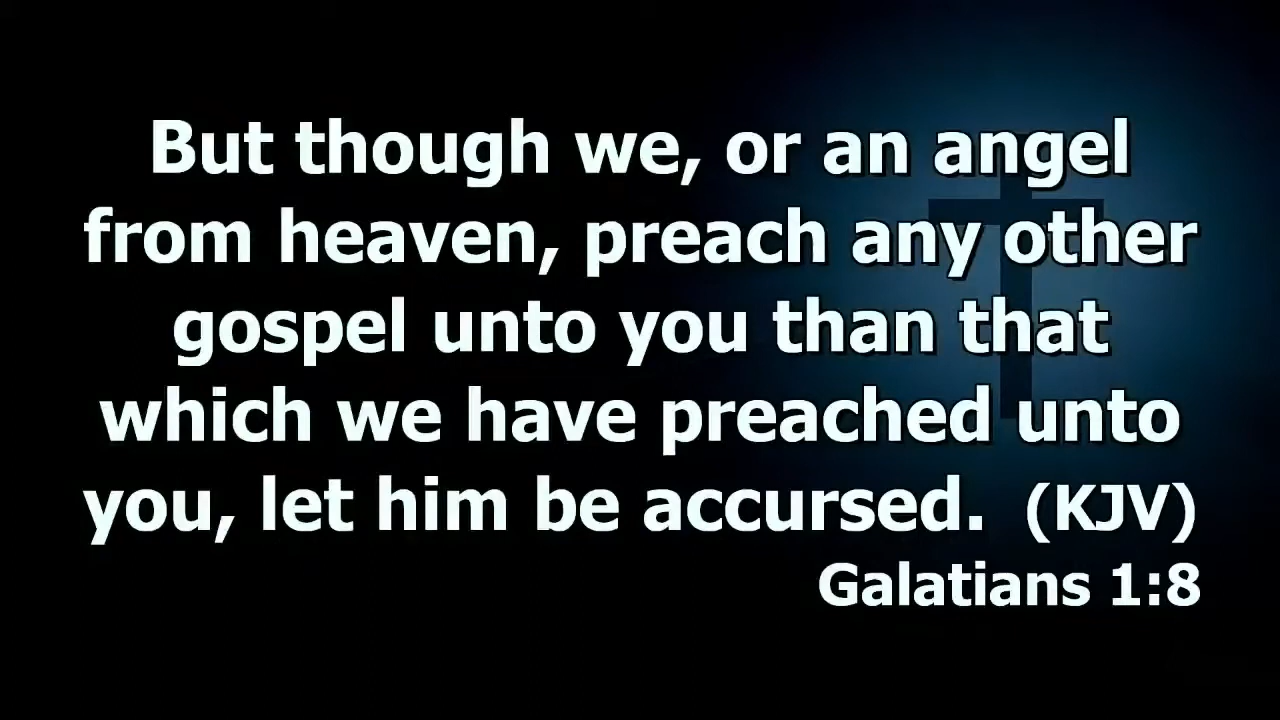 But though we, or an angel
from heaven, preach any other
gospel unto you than that
which we have preached unto
you, let him be accursed. (KJV)
Galatians 1:8